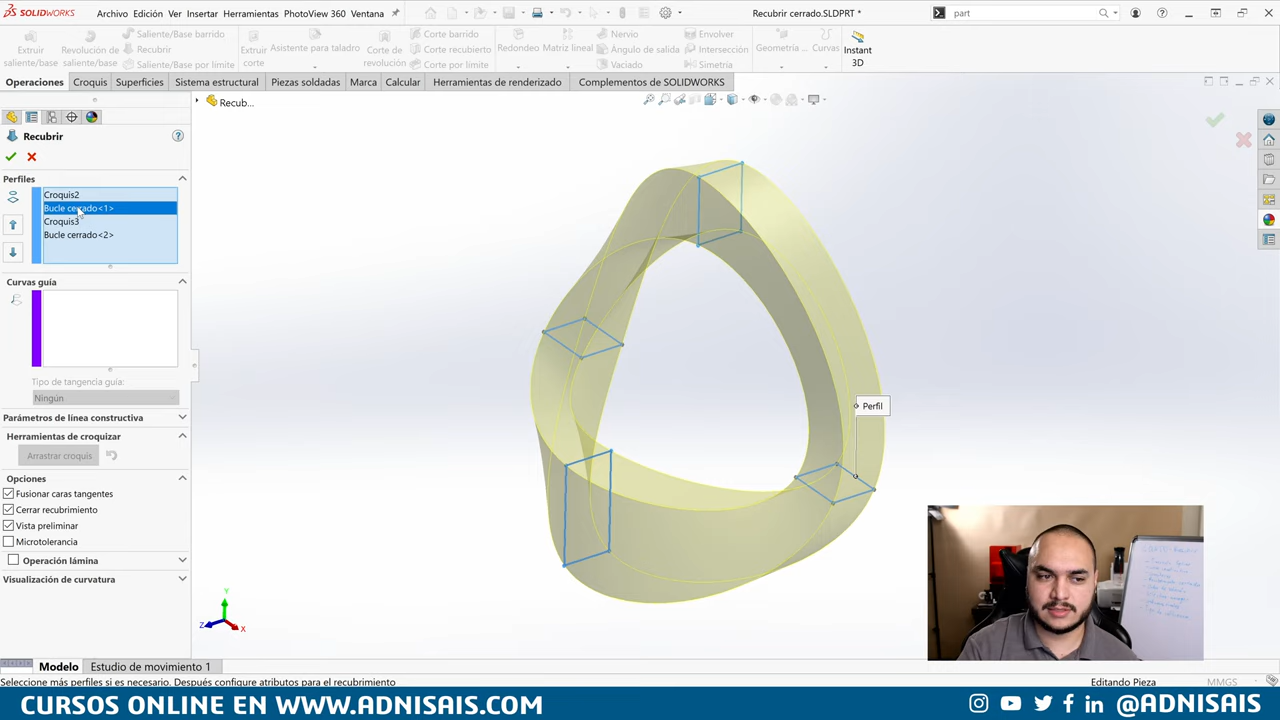 SOLIDWORKS
Archivo Edición Ver Insertar Herramientas PhotoView 360 Ventana
Recubrir cerrado.SLDPRT *
part
Extruir saliente/base
Revolución de saliente/base
Saliente/Base barrido
Recubrir
Saliente/Base por límite
Extruir corte
Asistente para taladro
Corte de revolución
Corte barrido
Corte recubierto
Corte por límite
Redondeo
Matriz lineal
Nervio
Ángulo de salida
Vaciado
Envolver
Intersección
Simetría
Geometría ...
Curvas
Instant 3D
Operaciones Croquis Superficies Sistema estructural Piezas soldadas Marca Calcular Herramientas de renderizado Complementos de SOLIDWORKS
Recub...
Recubrir
Perfiles
Croquis2
Bucle cerrado<1>
Croquis3
Bucle cerrado<2>
Curvas guía
Tipo de tangencia guía:
Ningún
Parámetros de línea constructiva
Herramientas de croquizar
Arrastrar croquis
Opciones
Fusionar caras tangentes
Cerrar recubrimiento
Vista preliminar
Microtolerancia
Operación lámina
Visualización de curvatura
Perfil
Y
Z
X
Modelo Estudio de movimiento 1
Seleccione más perfiles si es necesario. Después configure atributos para el recubrimiento
Editando Pieza
MMGS
CURSOS ONLINE EN WWW.ADNISAIS.COM
@ADNISAIS